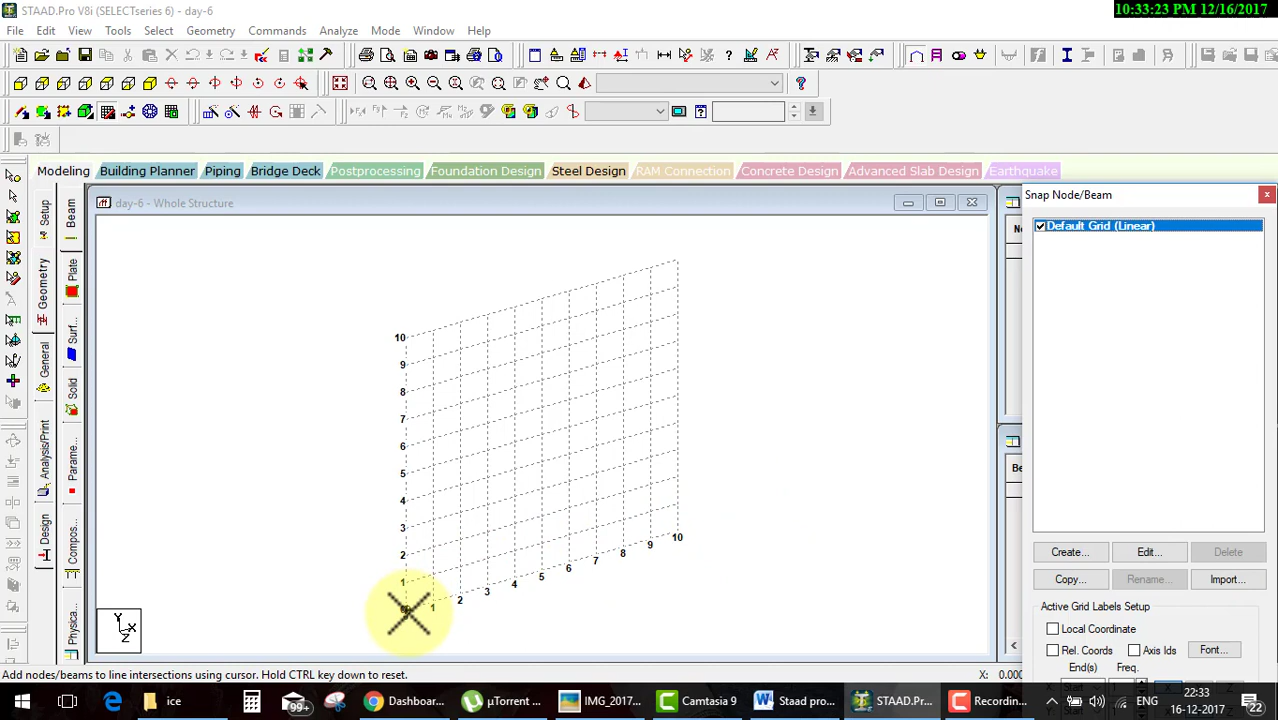 STAAD.Pro V8i (SELECTseries 6) - day-6
10:33:23 PM 12/16/2017
File Edit View Tools Select Geometry Commands Analyze Mode Window Help
Modeling Building Planner Piping Bridge Deck Postprocessing Foundation Design Steel Design RAM Connection Concrete Design Advanced Slab Design Earthquake
Setup
Geometry
General
Analysis/Print
Design
Beam
Plate
Surf...
Solid
Parame...
Compos...
Physica...
day-6 - Whole Structure
10
9
8
7
6
5
4
3
2
1
1 2 3 4 5 6 7 8 9 10
Y
X
Z
No
Be
Snap Node/Beam
Default Grid (Linear)
Create... Edit... Delete
Copy... Rename... Import...
Active Grid Labels Setup
Local Coordinate
Rel. Coords Axis Ids Font...
End(s) Freq.
X Start 1 X
Add nodes/beams to line intersections using cursor. Hold CTRL key down to reset.
X: 0.000
ice
99+
Dashboar...
µTorrent ...
IMG_2017...
Camtasia 9
Staad pro...
STAAD.Pr...
Recordin...
22:33
16-12-2017
22